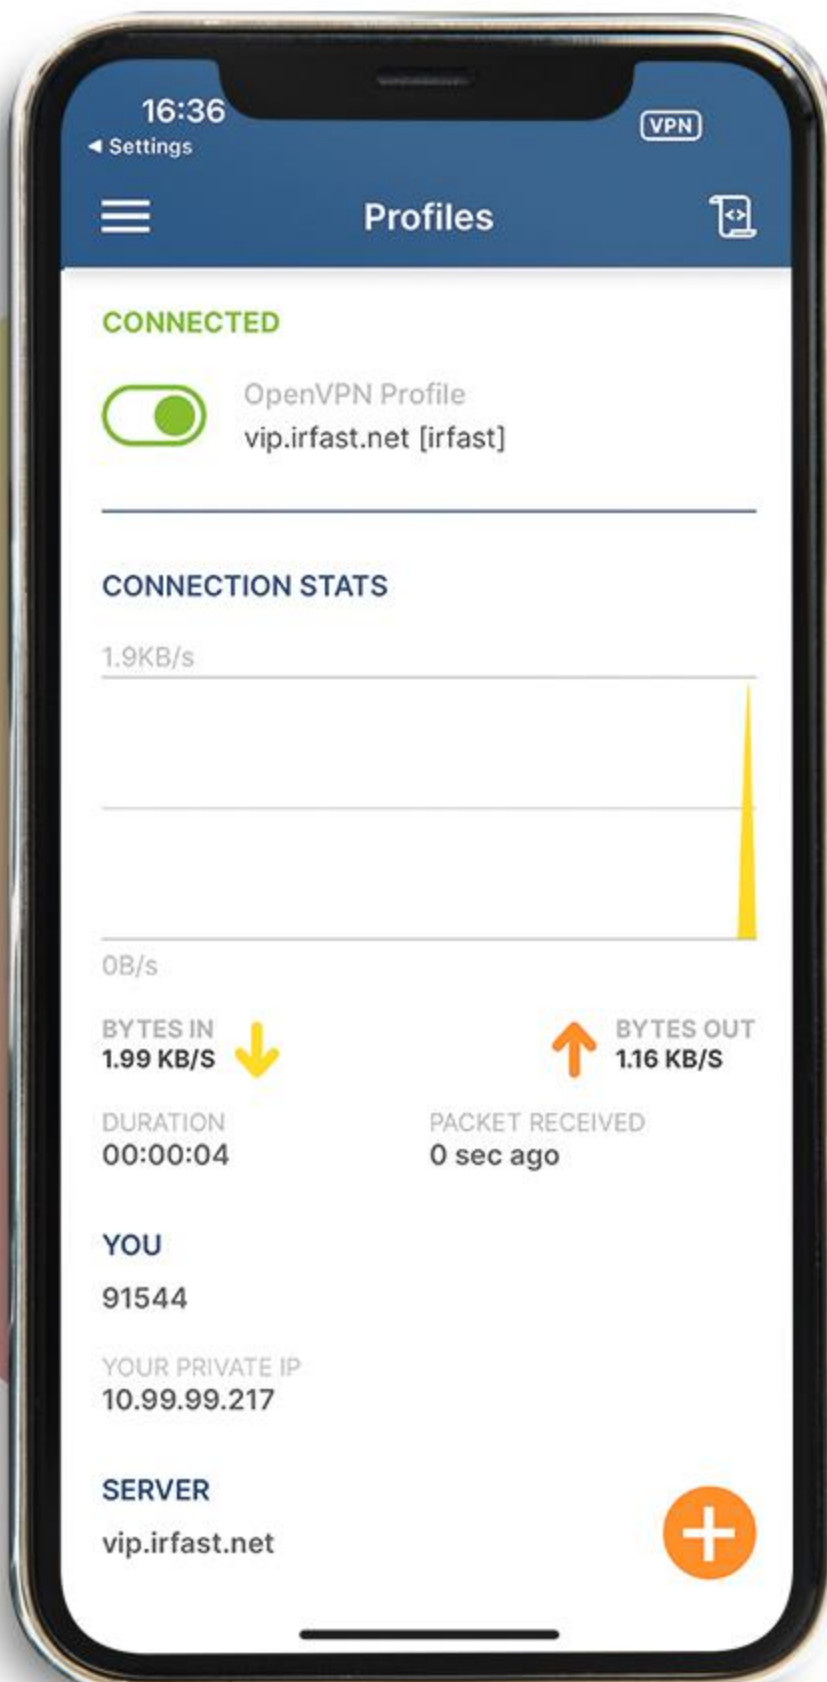 16:36
VPN
Settings
Profiles
CONNECTED
OpenVPN Profile
vip.irfast.net [irfast]
CONNECTION STATS
1.9KB/s
0B/s
BYTES IN
1.99 KB/S
BYTES OUT
1.16 KB/S
DURATION
00:00:04
PACKET RECEIVED
0 sec ago
YOU
91544
YOUR PRIVATE IP
10.99.99.217
SERVER
vip.irfast.net